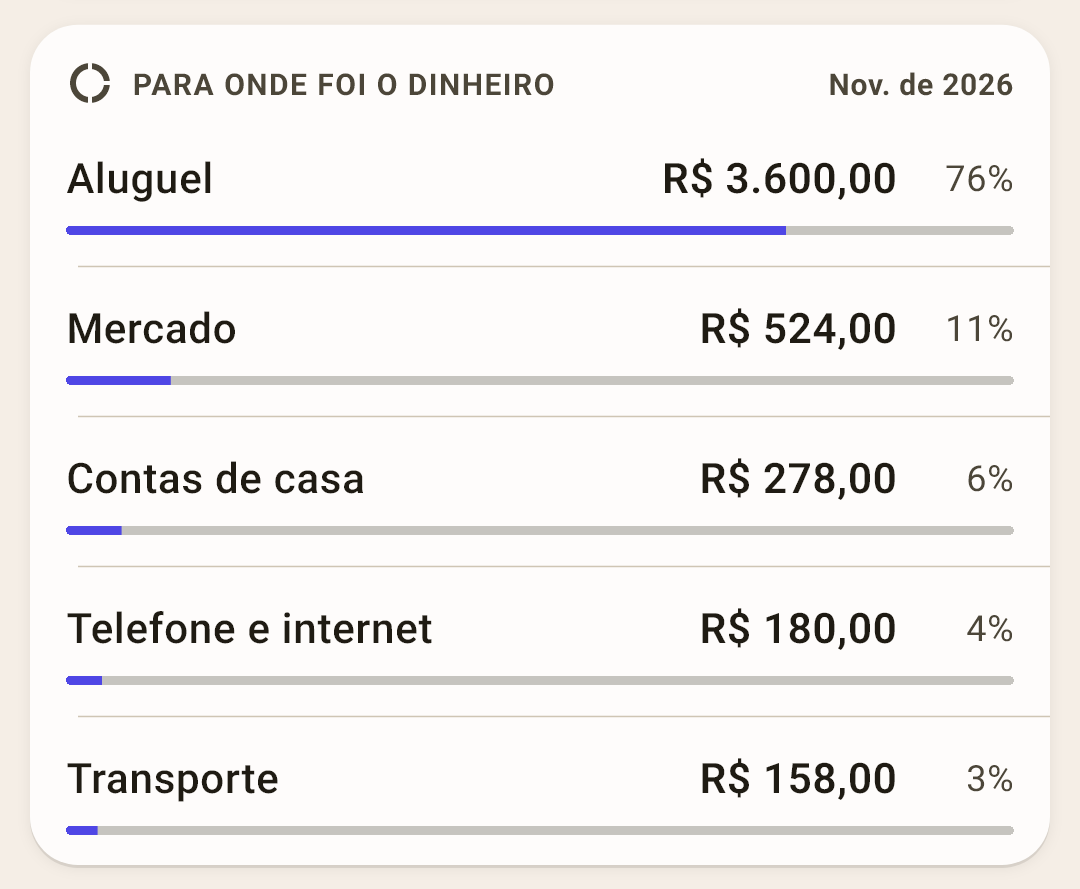 PARA ONDE FOI O DINHEIRO Nov. de 2026
Aluguel R$ 3.600,00 76%
Mercado R$ 524,00 11%
Contas de casa R$ 278,00 6%
Telefone e internet R$ 180,00 4%
Transporte R$ 158,00 3%